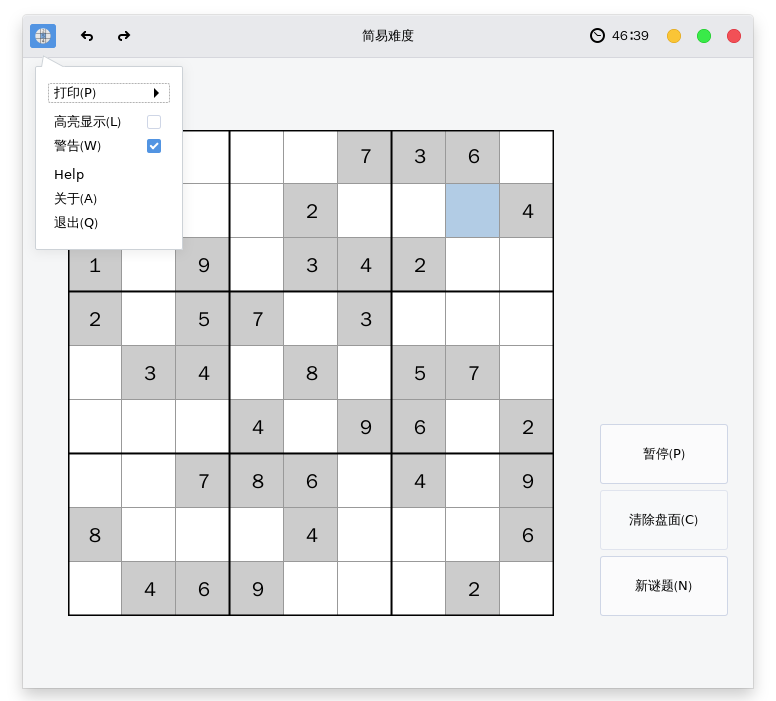 简易难度
46:39
打印(P)
高亮显示(L)
警告(W)
Help
关于(A)
退出(Q)
7 3 6
2 4
1 9 3 4 2
2 5 7 3
3 4 8 5 7
4 9 6 2
7 8 6 4 9
8 4 6
4 6 9 2
暂停(P)
清除盘面(C)
新谜题(N)